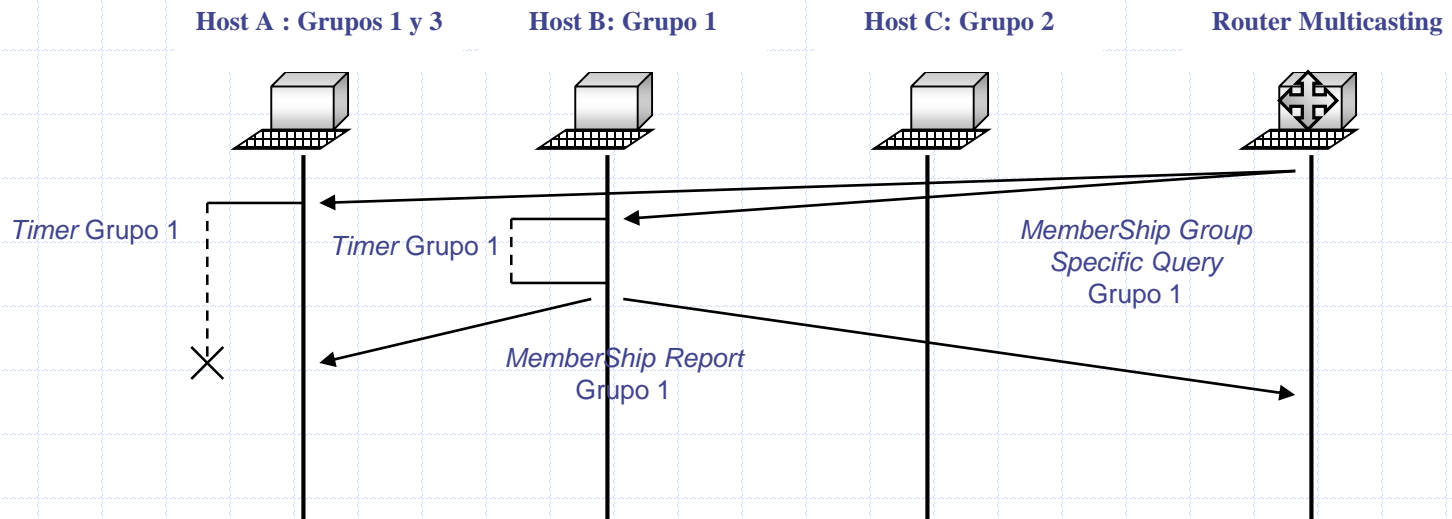 Host A : Grupos 1 y 3
Host B: Grupo 1
Host C: Grupo 2
Router Multicasting
Timer Grupo 1
Timer Grupo 1
MemberShip Group
Specific Query
Grupo 1
MemberShip Report
Grupo 1